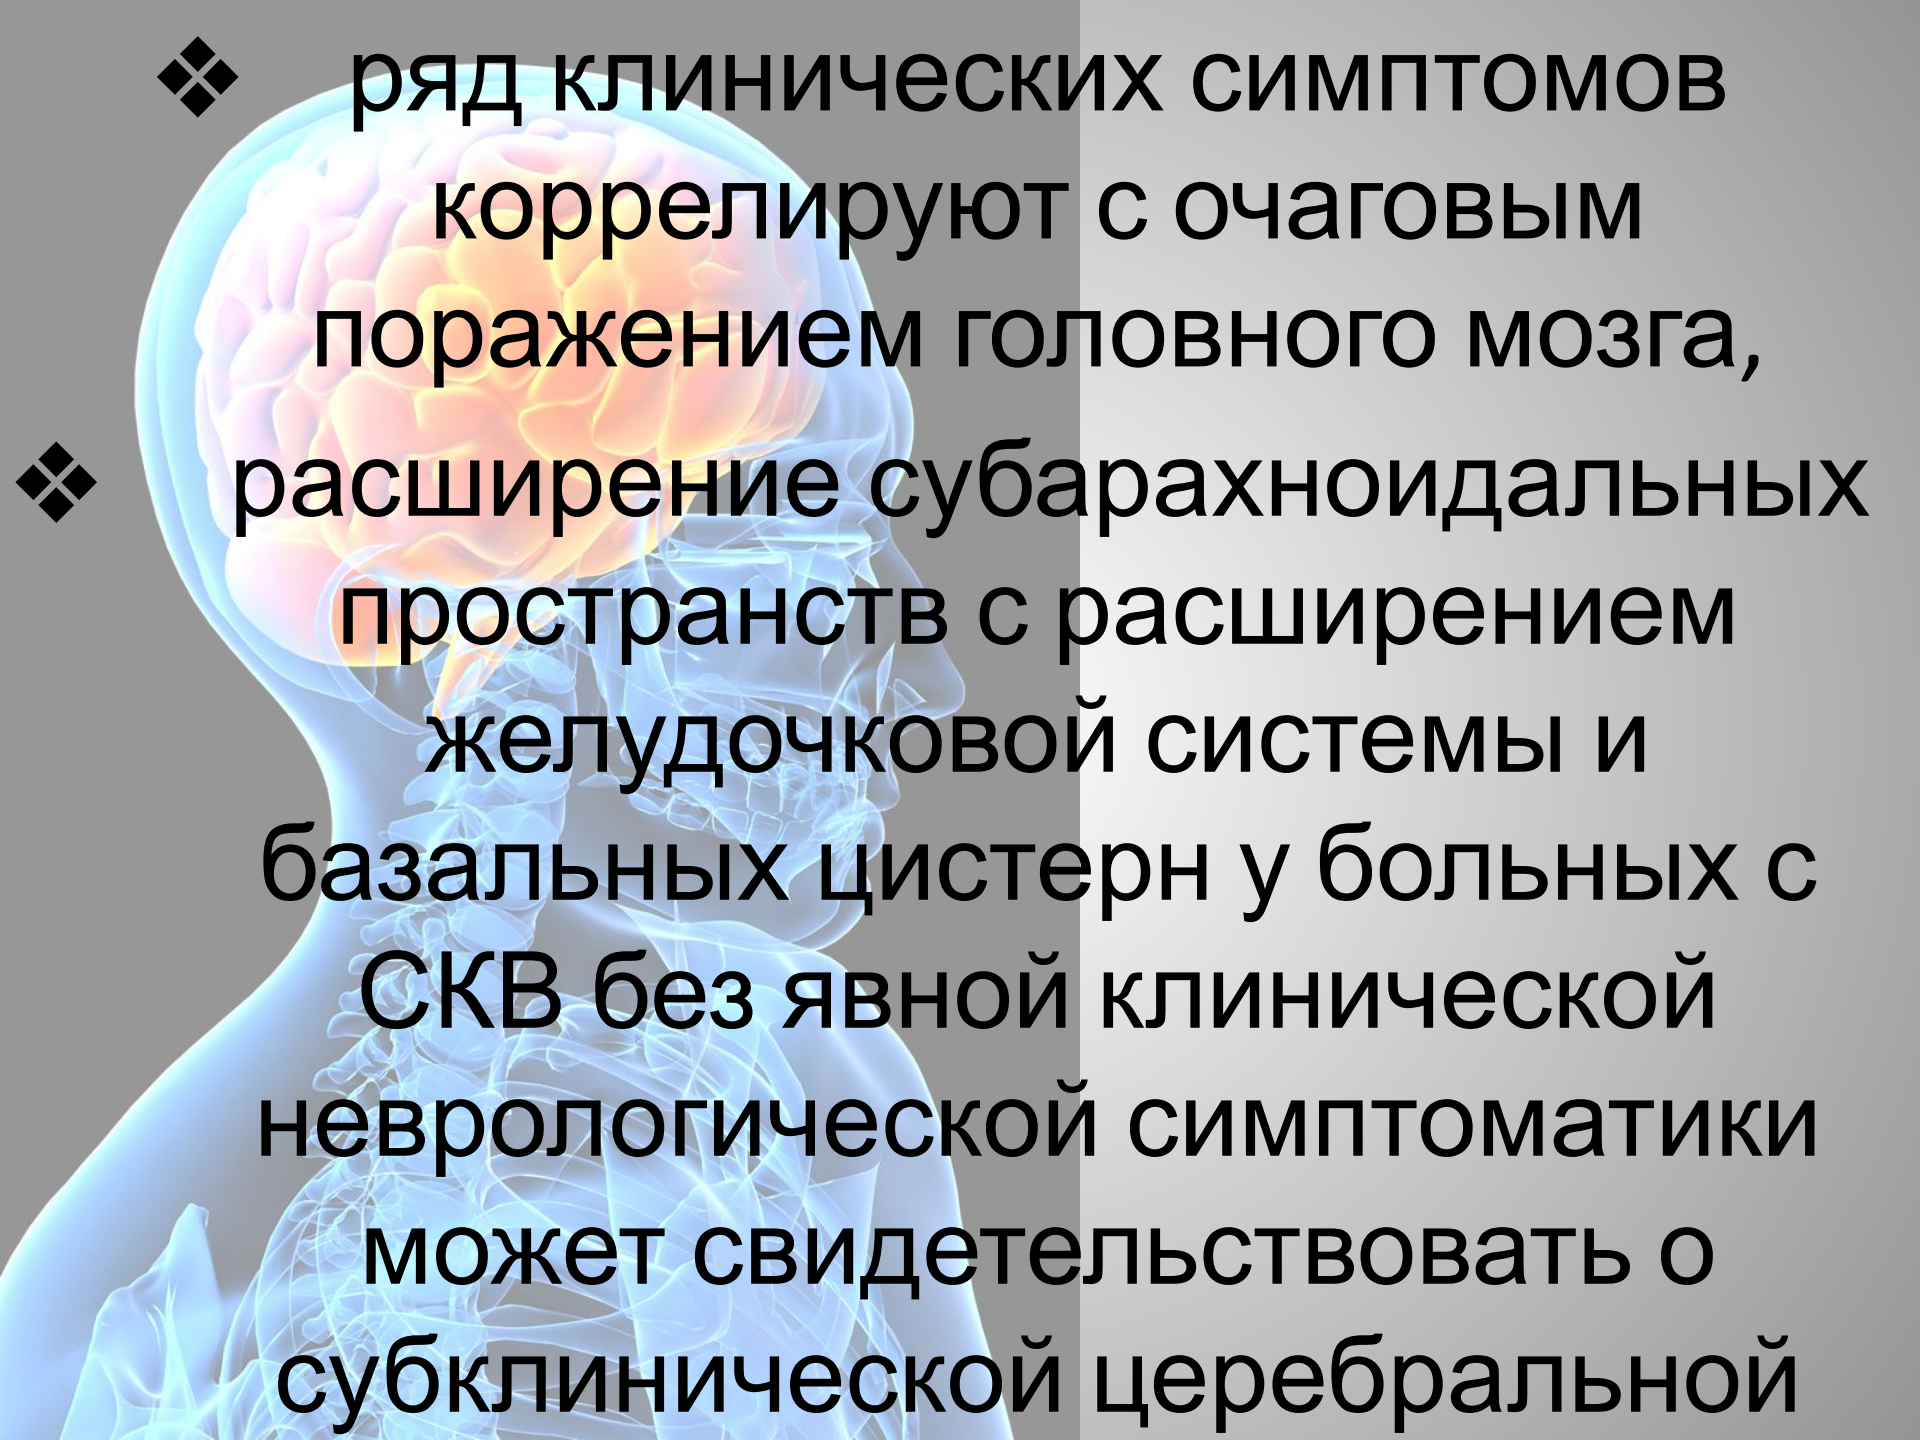 ❖ ряд клинических симптомов
коррелируют с очаговым
поражением головного мозга,
❖ расширение субарахноидальных
пространств с расширением
желудочковой системы и
базальных цистерн у больных с
СКВ без явной клинической
неврологической симптоматики
может свидетельствовать о
субклинической церебральной